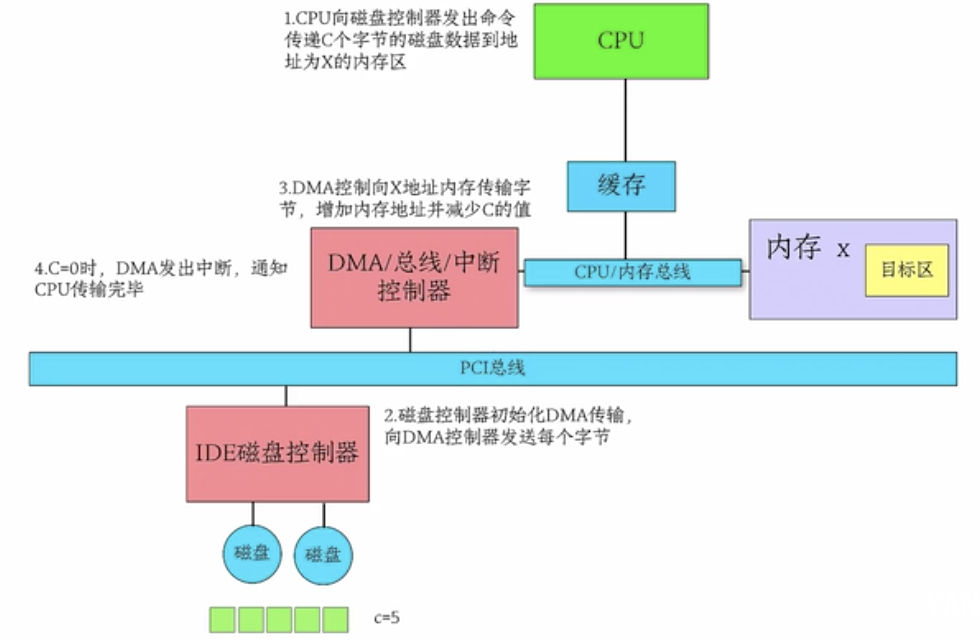 1.CPU向磁盘控制器发出命令
传递C个字节的磁盘数据到地
址为X的内存区
CPU
缓存
3.DMA控制向X地址内存传输字
节，增加内存地址并减少C的值
4.C=0时，DMA发出中断，通知
CPU传输完毕
DMA/总线/中断
控制器
CPU/内存总线
内存 x
目标区
PCI总线
IDE磁盘控制器
2.磁盘控制器初始化DMA传输，
向DMA控制器发送每个字节
磁盘
磁盘
c=5